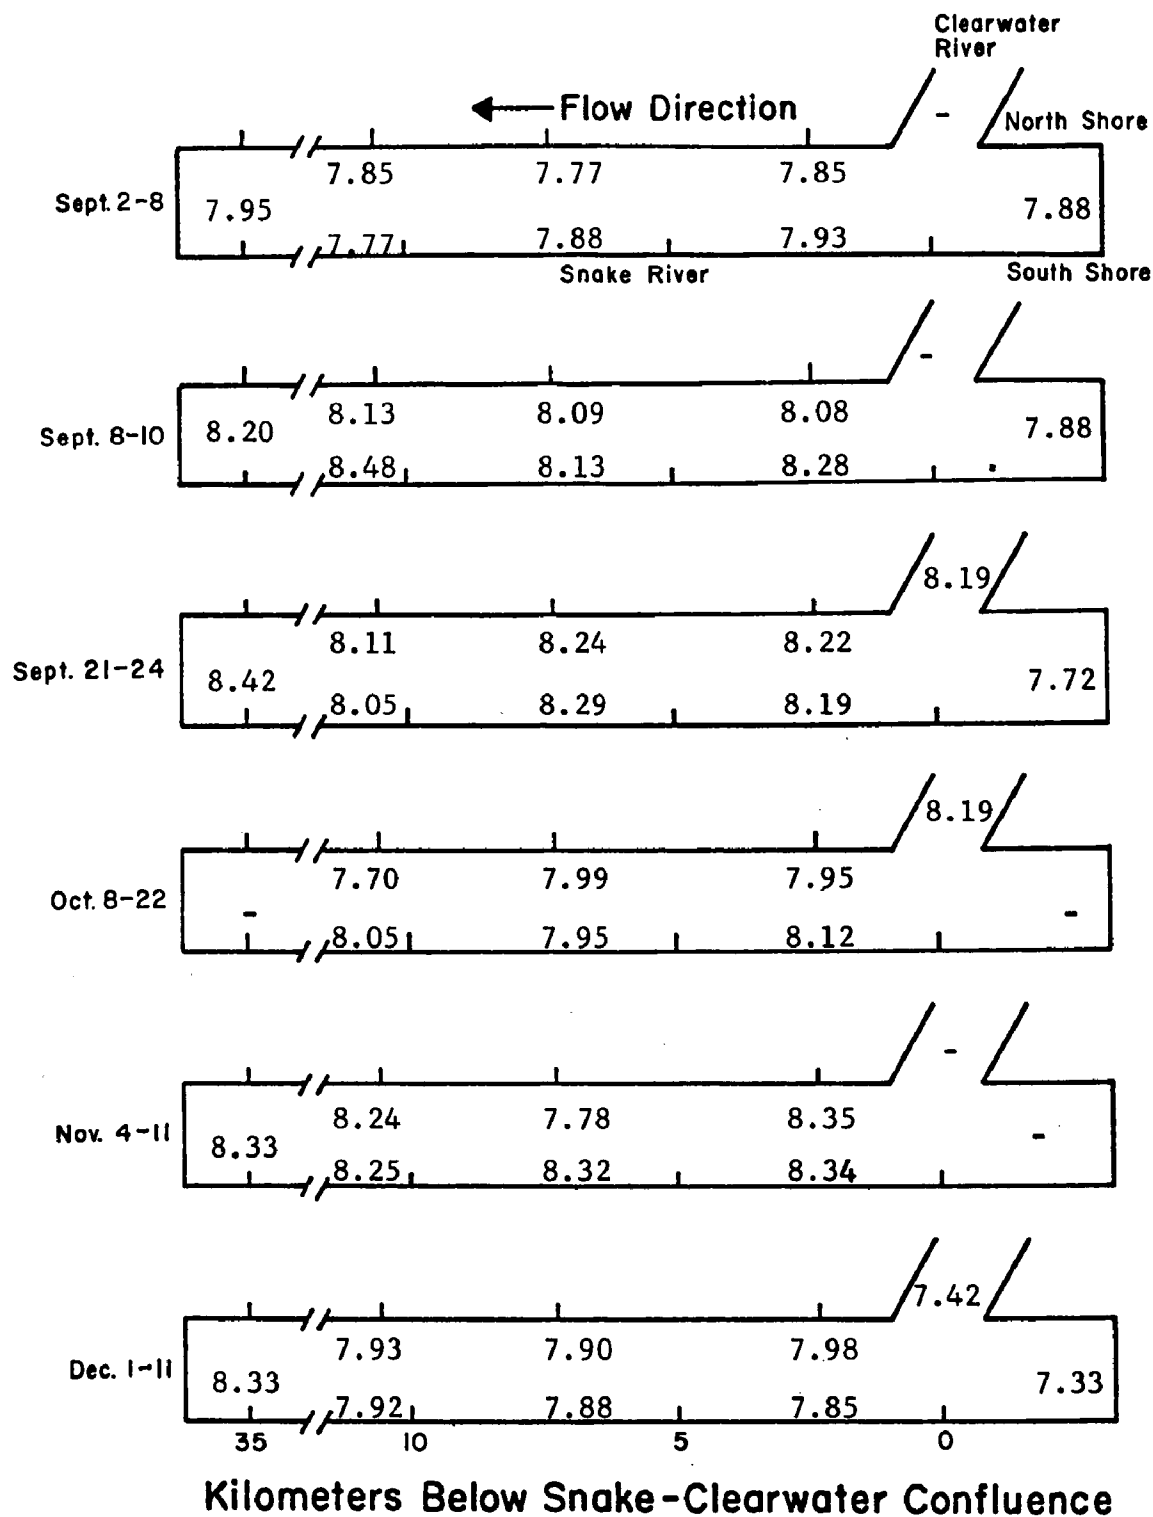 Clearwater
River
Flow Direction
-
North Shore
Sept. 2-8
7.85 7.77 7.85
7.95 7.88
7.77 7.88 7.93
Snake River South Shore
-
Sept. 8-10
8.13 8.09 8.08
8.20 7.88
8.48 8.13 8.28
8.19
Sept. 21-24
8.11 8.24 8.22
8.42 7.72
8.05 8.29 8.19
8.19
Oct. 8-22
7.70 7.99 7.95
- -
8.05 7.95 8.12
-
Nov. 4-11
8.24 7.78 8.35
8.33 -
8.25 8.32 8.34
7.42
Dec. 1-11
7.93 7.90 7.98
8.33 7.33
7.92 7.88 7.85
35 10 5 0
Kilometers Below Snake-Clearwater Confluence